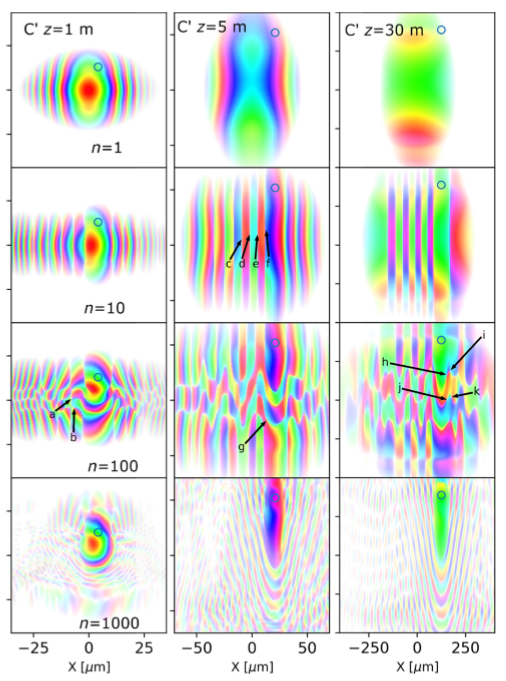 C' z=1 m
C' z=5 m
C' z=30 m
n=1
n=10
c d e f
n=100
a
b
g
h
i
j
k
n=1000
−25 0 25
−50 0 50
−250 0 250
X [μm]
X [μm]
X [μm]